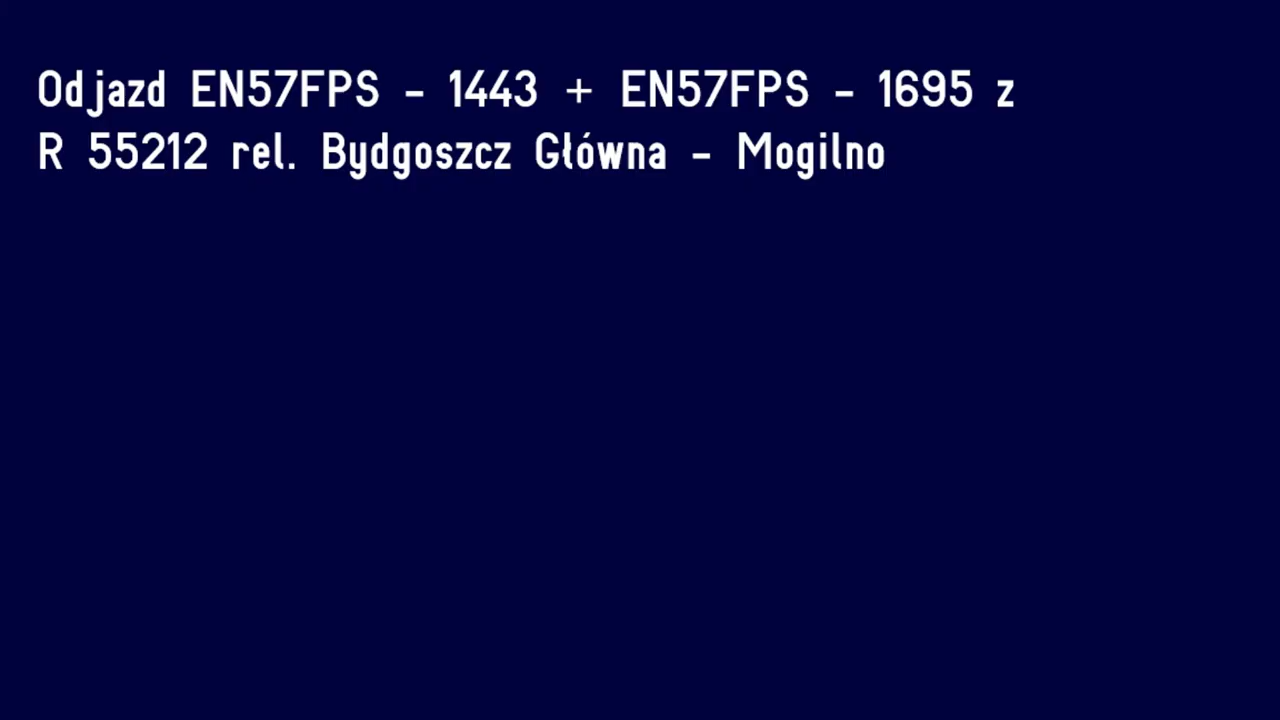 Odjazd EN57FPS - 1443 + EN57FPS - 1695 z
R 55212 rel. Bydgoszcz Główna - Mogilno